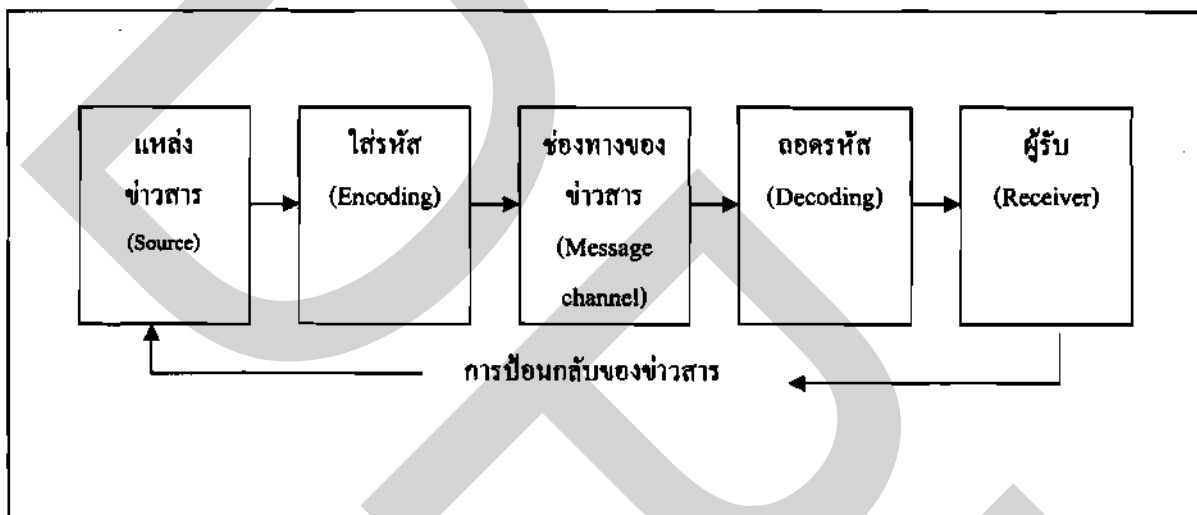 แหล่ง
ข่าวสาร
(Source)
ใส่รหัส
(Encoding)
ช่องทางของ
ข่าวสาร
(Message
channel)
ถอดรหัส
(Decoding)
ผู้รับ
(Receiver)
การป้อนกลับของข่าวสาร